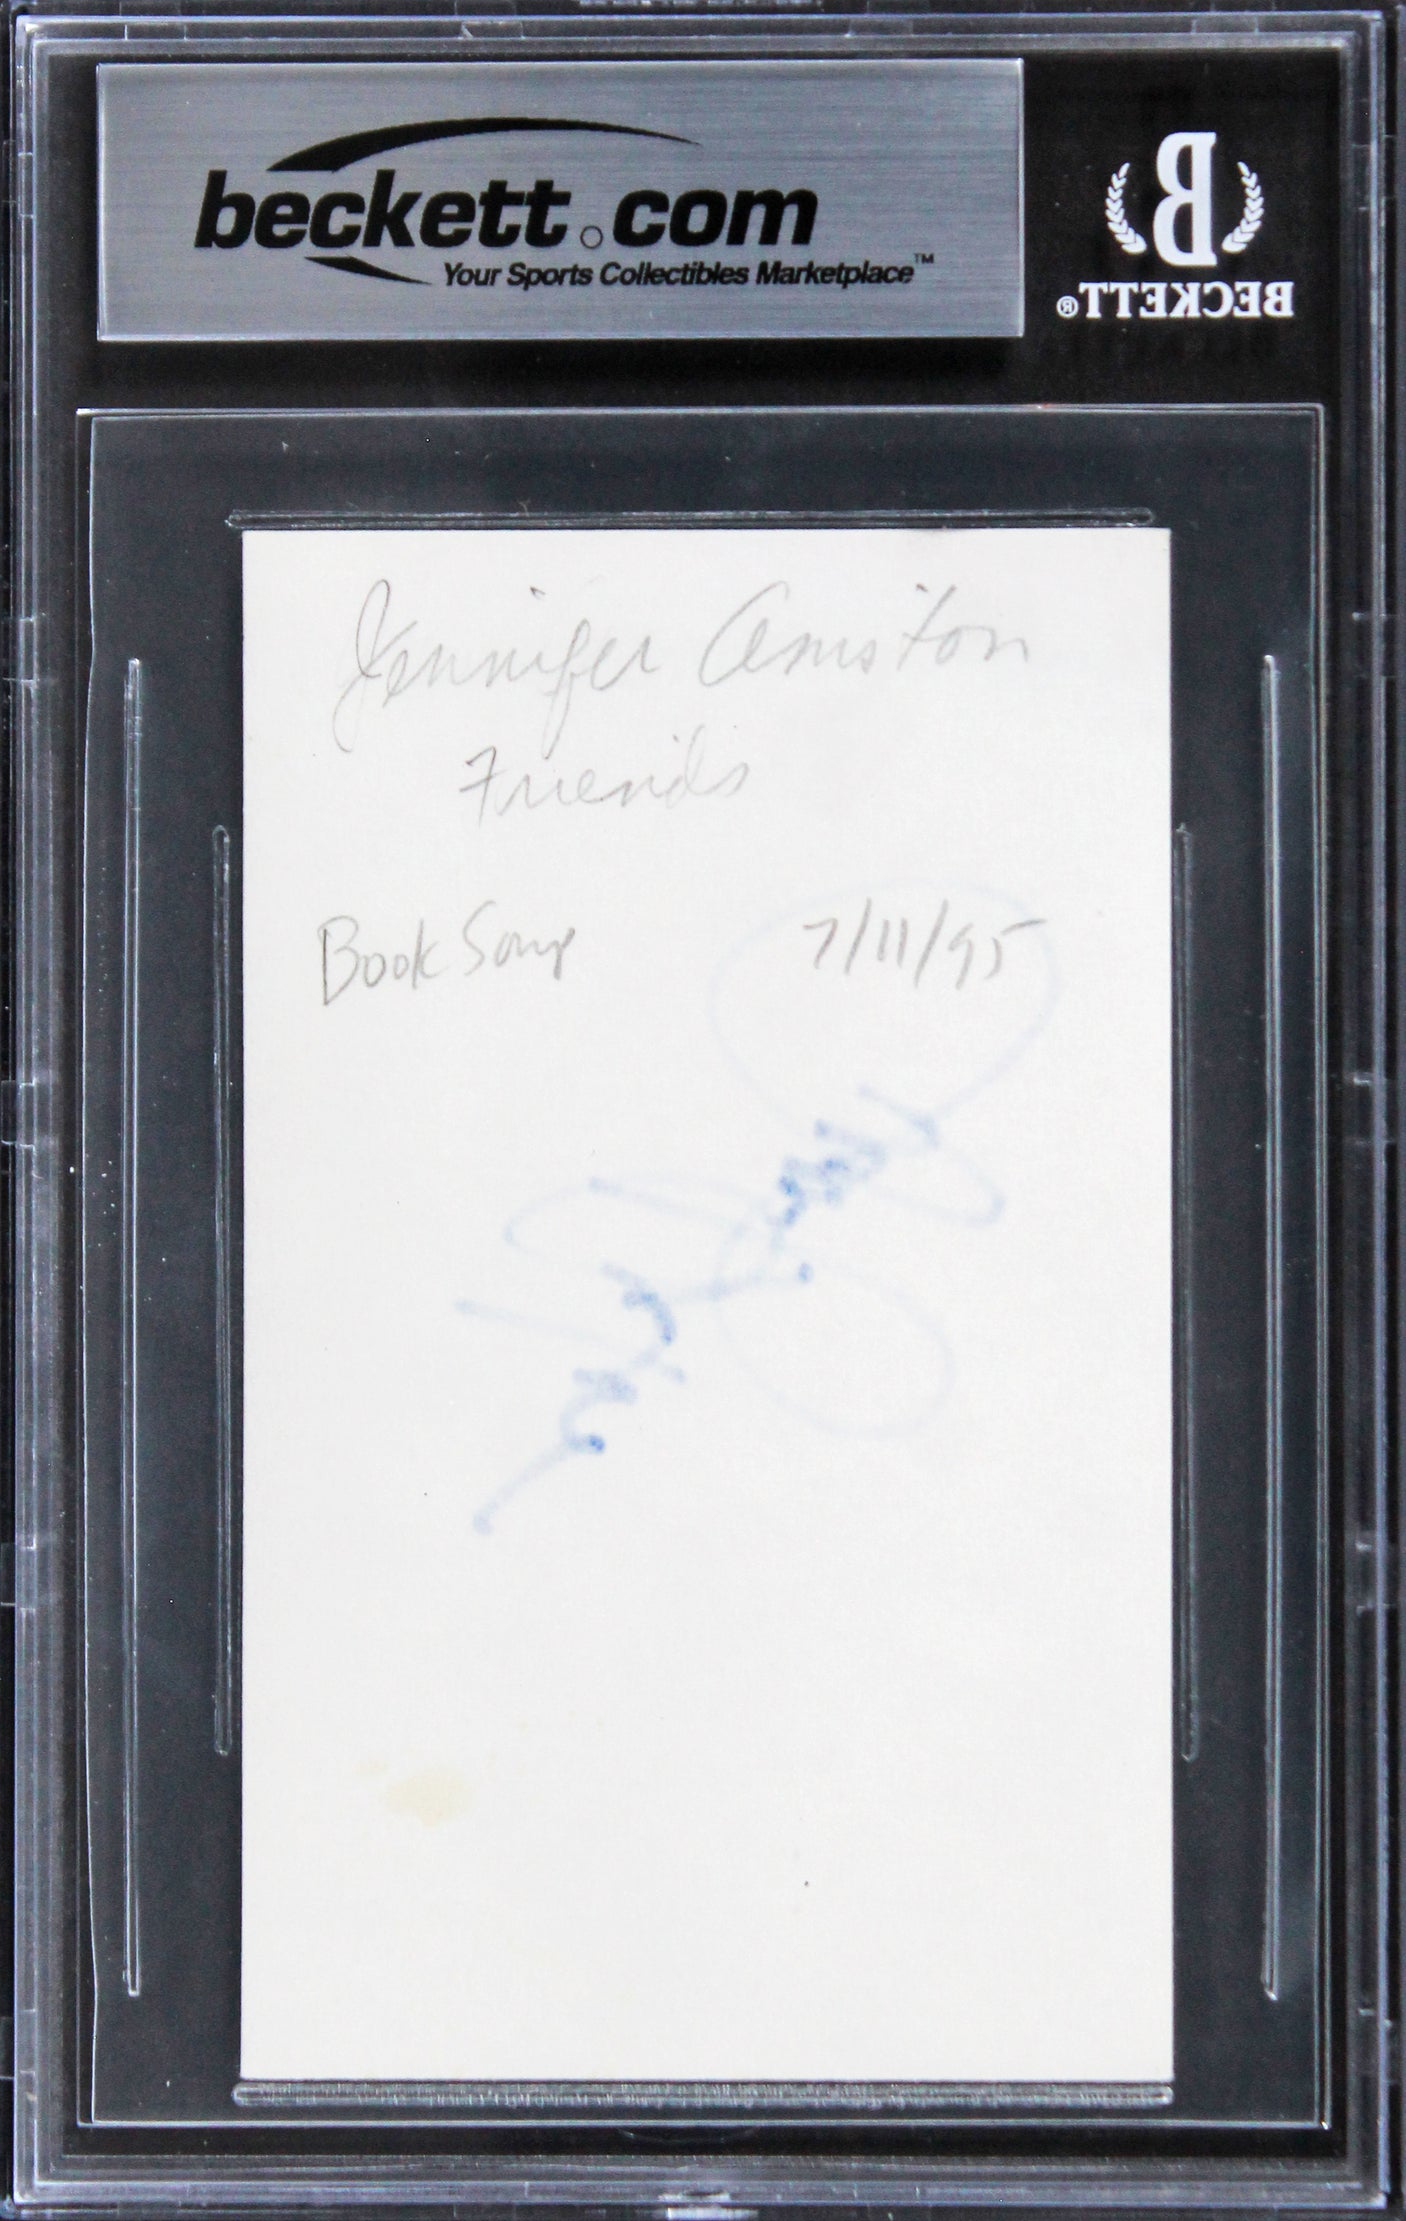 beckett.com
Your Sports Collectibles Marketplace™
B
BECKETT®
Jennifer Aniston
Friends
Book Soup 7/11/95